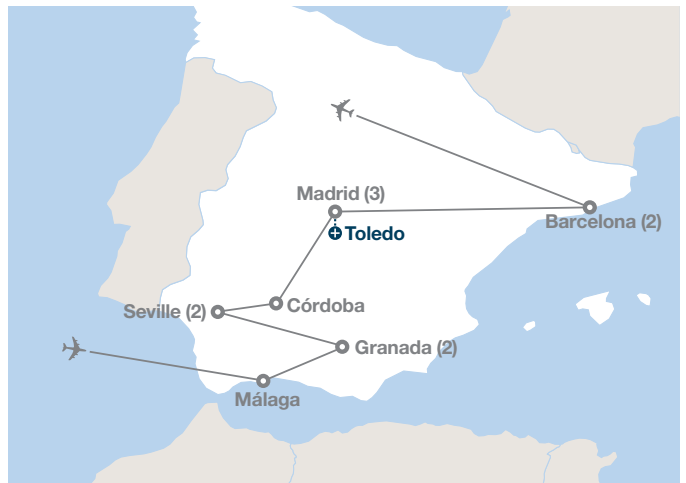 Madrid (3)
Barcelona (2)
Toledo
Córdoba
Seville (2)
Granada (2)
Málaga